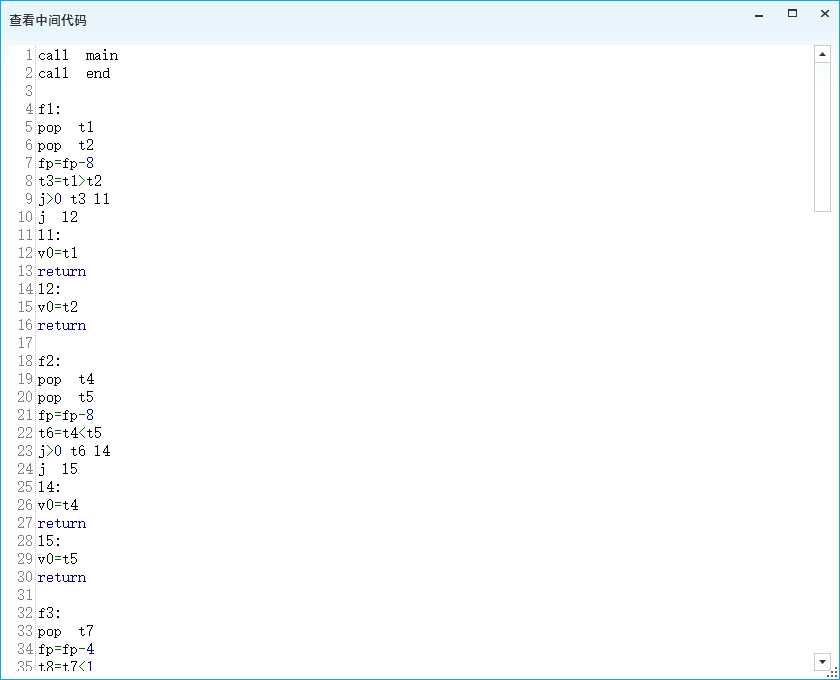 查看中间代码
1 call  main
2 call  end
3
4 f1:
5 pop  t1
6 pop  t2
7 fp=fp-8
8 t3=t1>t2
9 j>0 t3 l1
10 j  l2
11 l1:
12 v0=t1
13 return
14 l2:
15 v0=t2
16 return
17
18 f2:
19 pop  t4
20 pop  t5
21 fp=fp-8
22 t6=t4<t5
23 j>0 t6 l4
24 j  l5
25 l4:
26 v0=t4
27 return
28 l5:
29 v0=t5
30 return
31
32 f3:
33 pop  t7
34 fp=fp-4
35 t8=t7<1